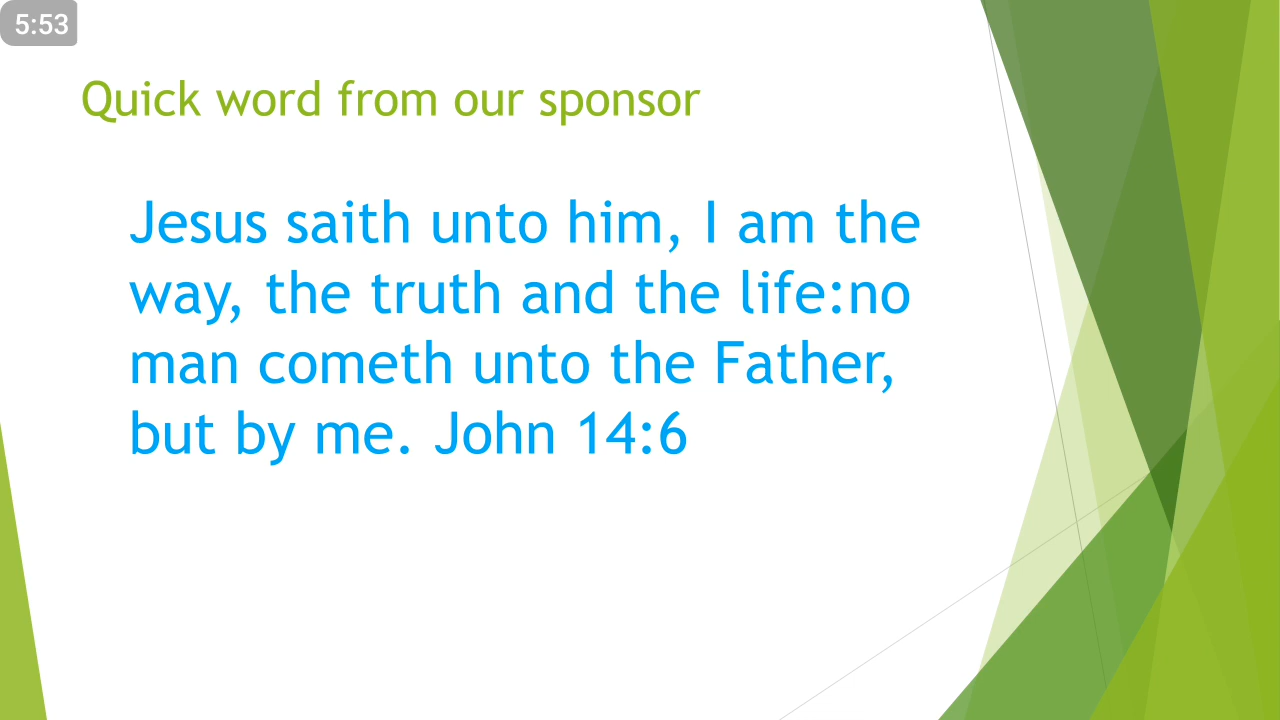 5:53
Quick word from our sponsor
Jesus saith unto him, I am the
way, the truth and the life:no
man cometh unto the Father,
but by me. John 14:6